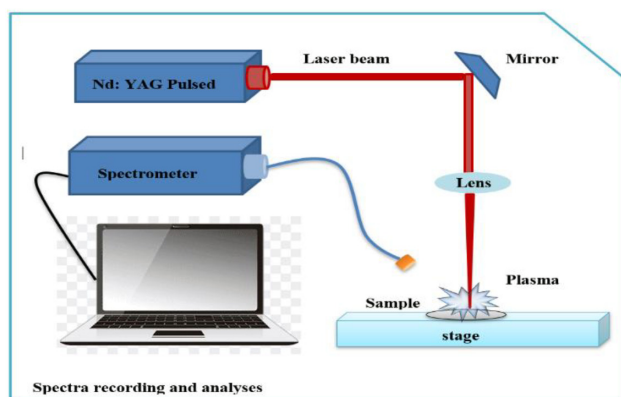 Laser beam
Mirror
Nd: YAG Pulsed
Spectrometer
Lens
Plasma
Sample
stage
Spectra recording and analyses